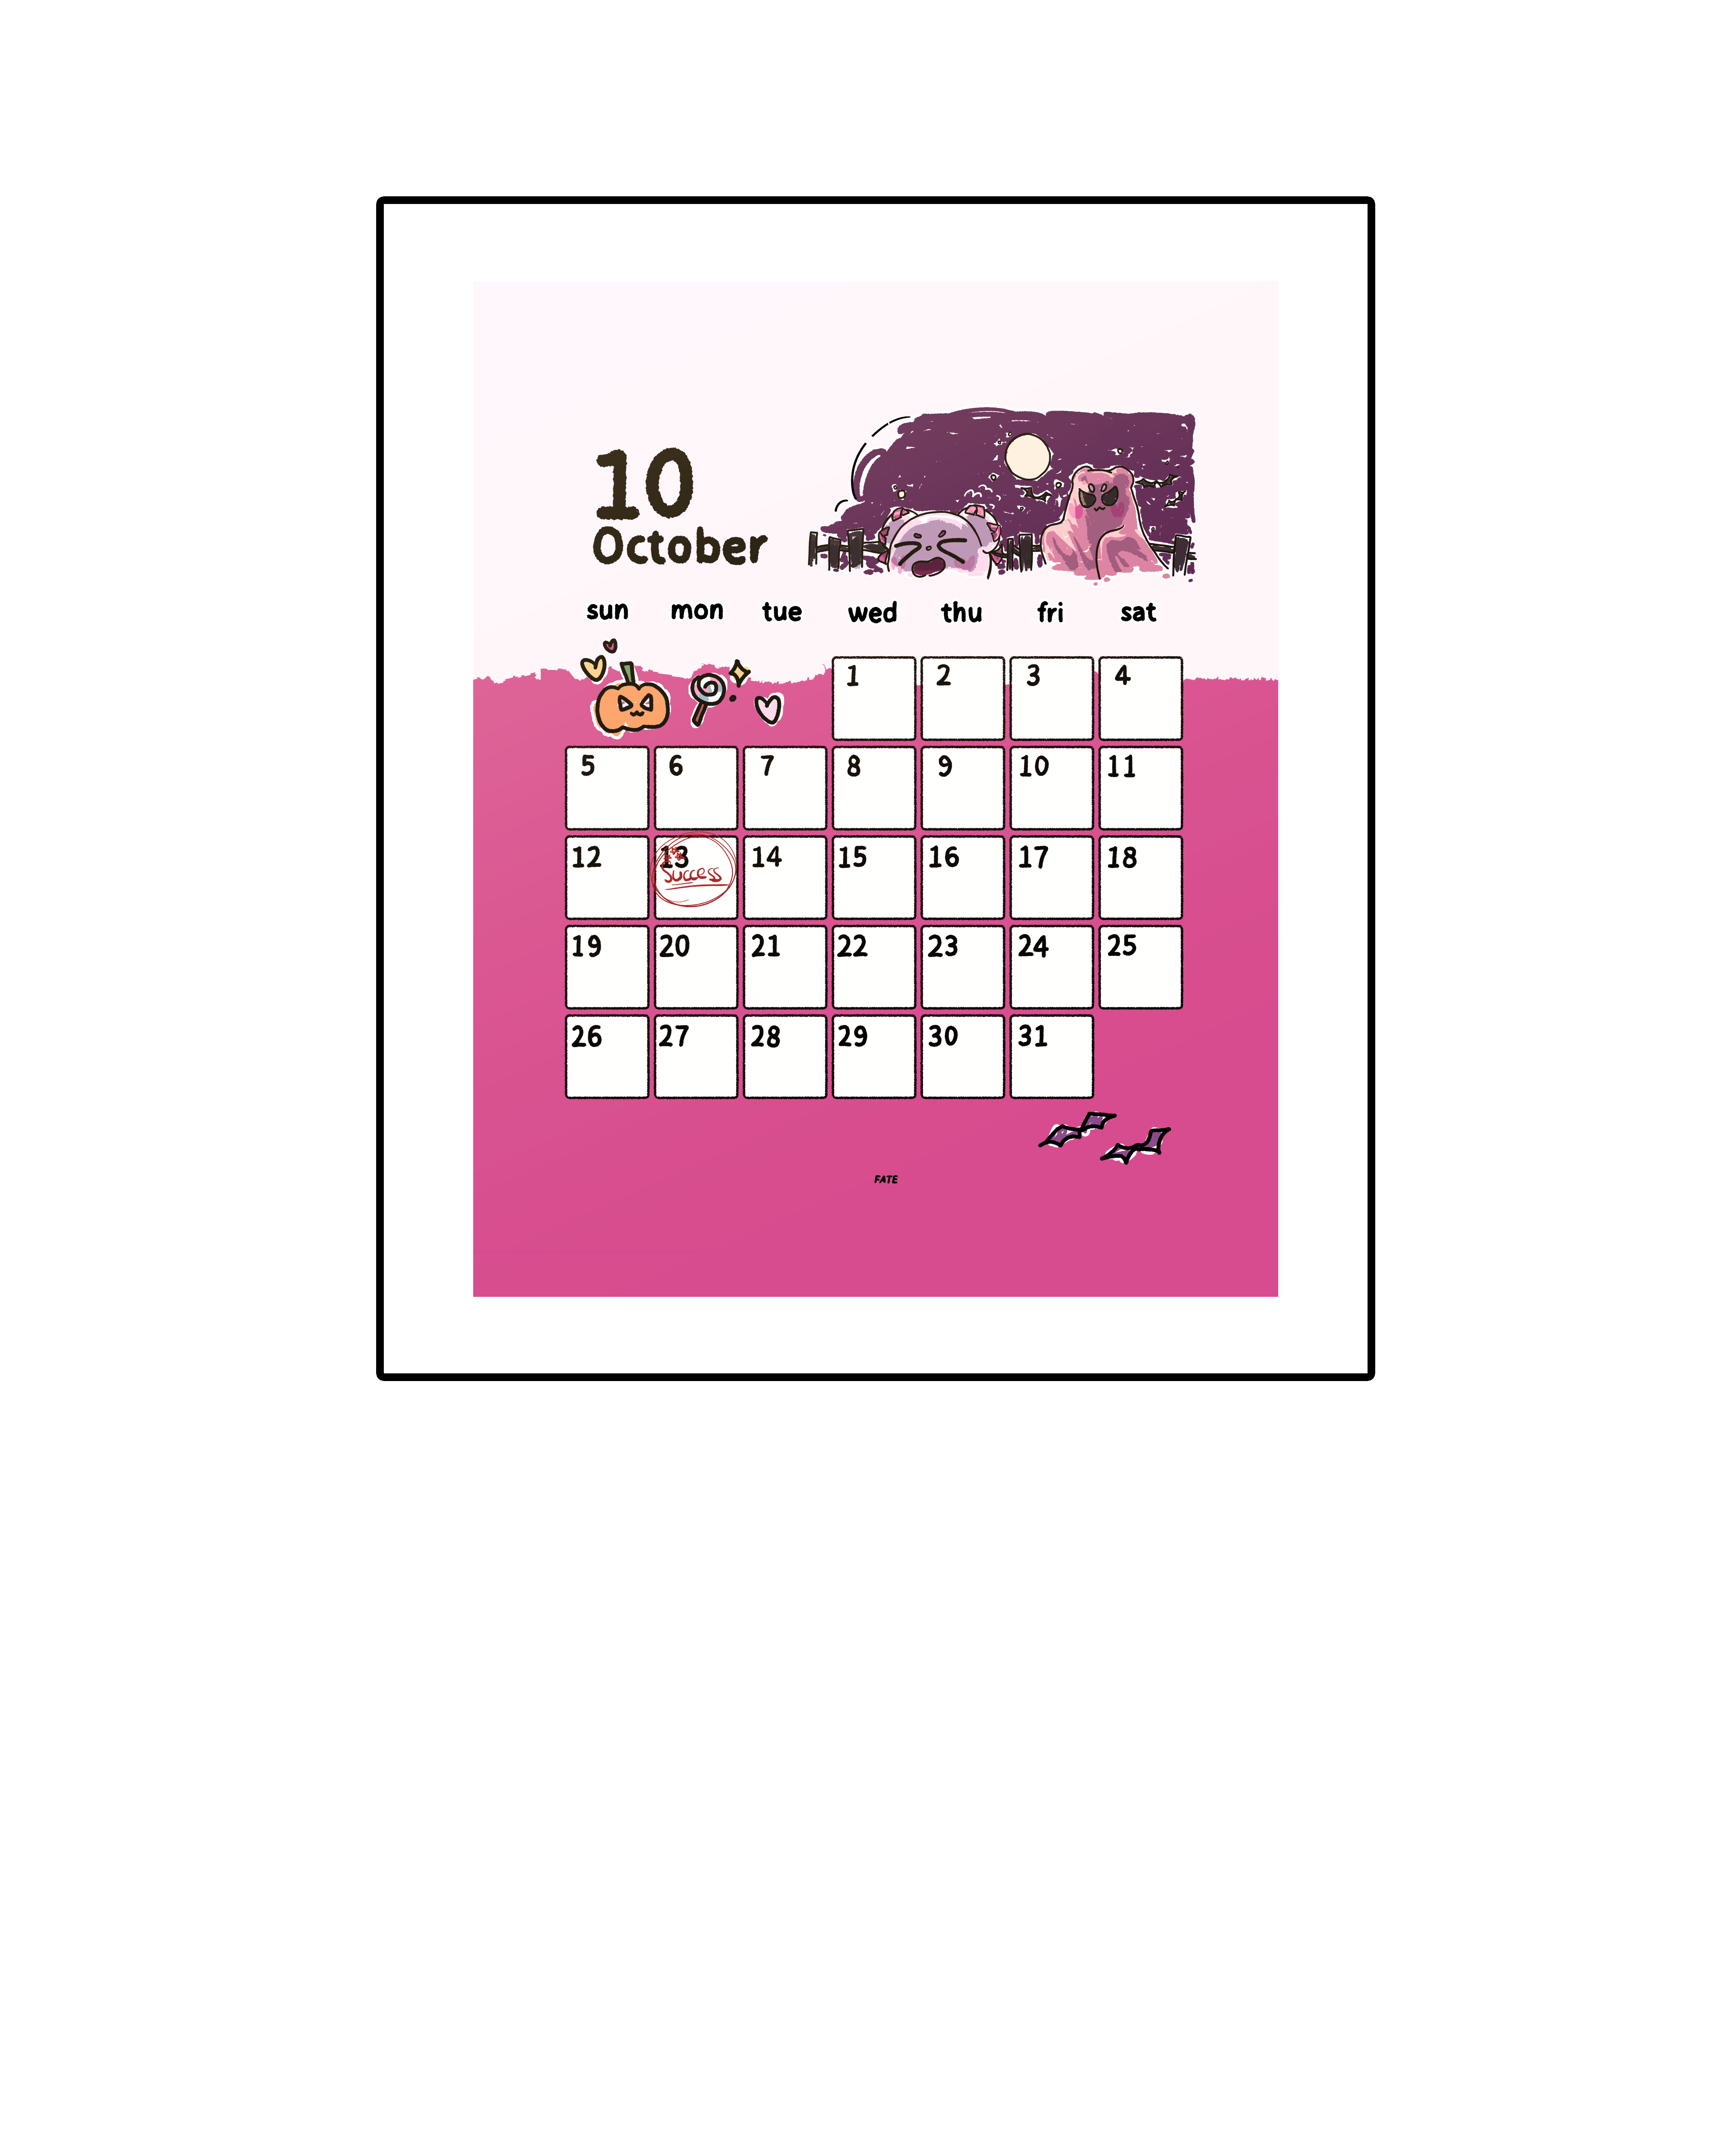 10
October
sun mon tue wed thu fri sat
1 2 3 4
5 6 7 8 9 10 11
12 13 14 15 16 17 18
Success
19 20 21 22 23 24 25
26 27 28 29 30 31
FATE